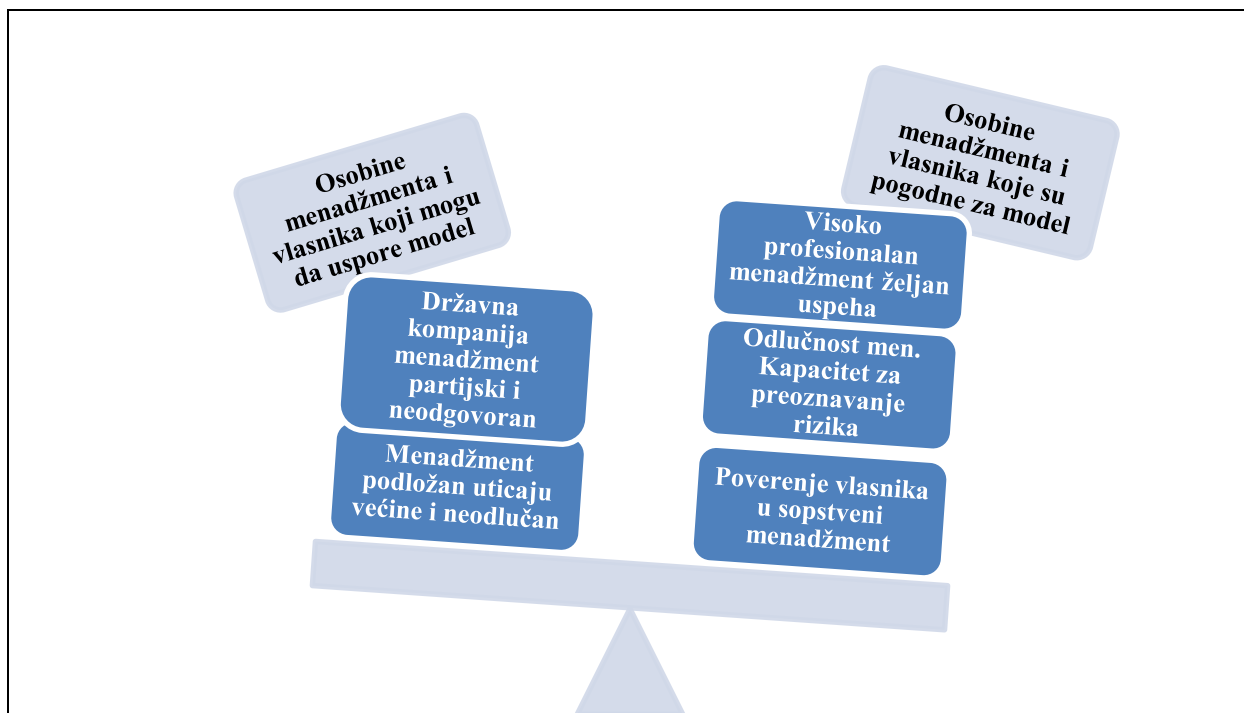 Osobine
menadžmenta i
vlasnika koji mogu
da uspore model
Državna
kompanija
menadžment
partijski i
neodgovoran
Menadžment
podložan uticaju
većine i neodlučan
Osobine
menadžmenta i
vlasnika koje su
pogodne za model
Visoko
profesionalan
menadžment željan
uspeha
Odlučnost men.
Kapacitet za
preoznavanje
rizika
Poverenje vlasnika
u sopstveni
menadžment